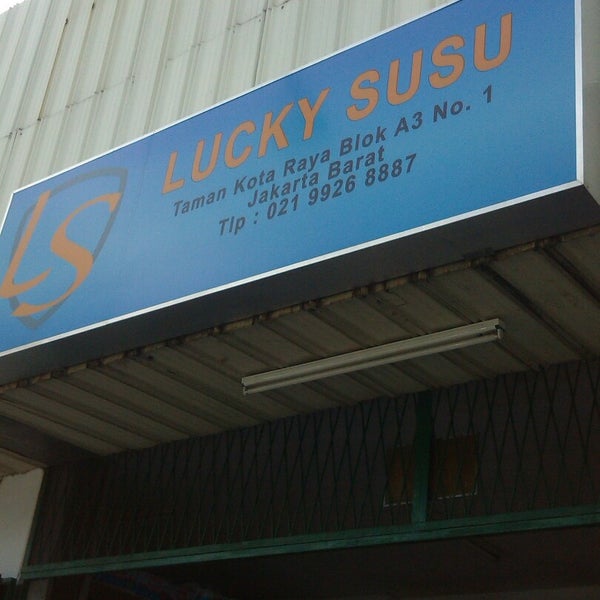 LS
LUCKY SUSU
Taman Kota Raya Blok A3 No. 1
Jakarta Barat
Tlp : 021 9926 8887